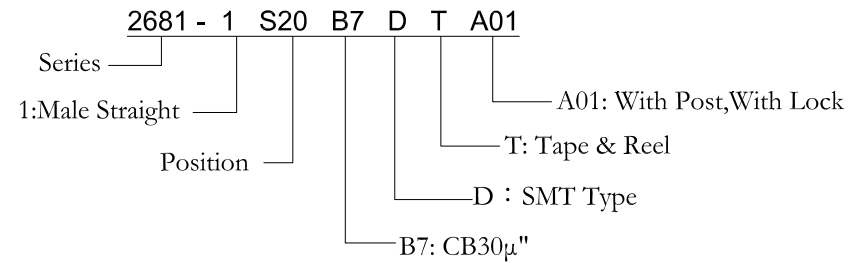 2681 - 1 S20 B7 D T A01
Series
A01: With Post,With Lock
1:Male Straight
T: Tape & Reel
Position
D：SMT Type
B7: CB30μ"